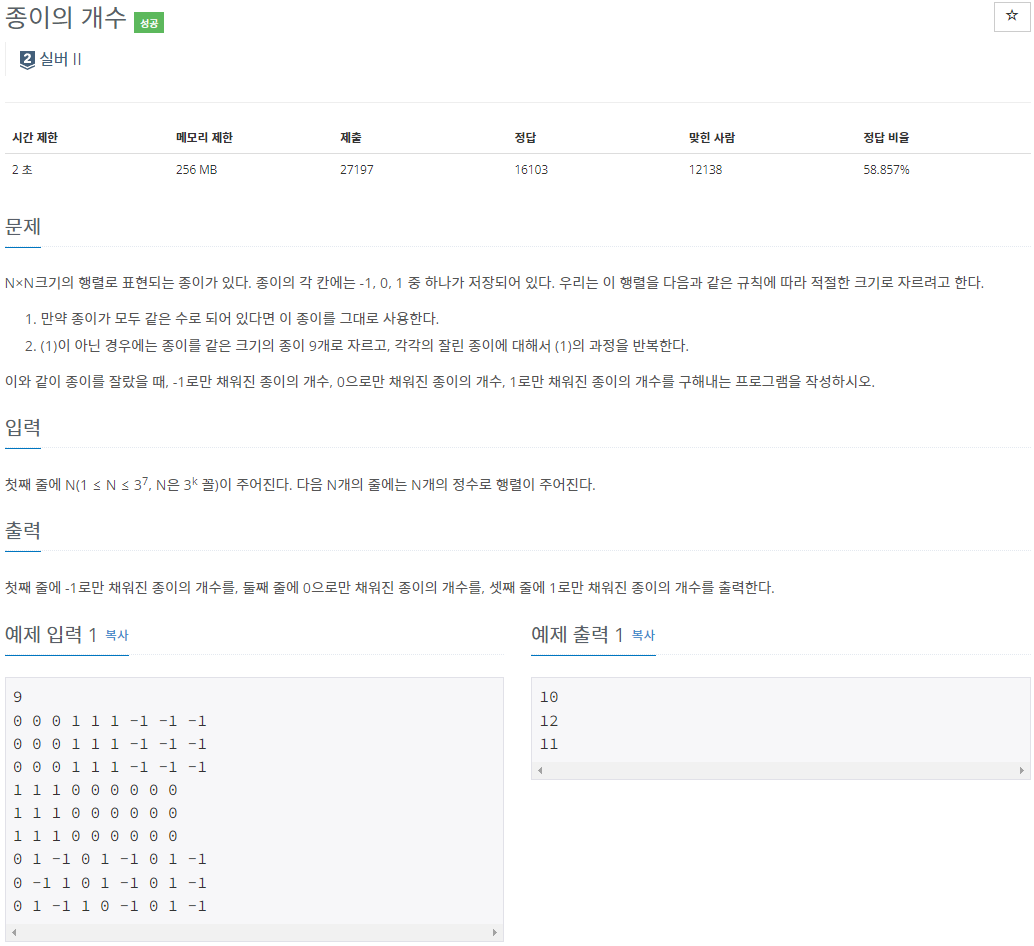 종이의 개수 성공
☆
2 실버 II
시간 제한 메모리 제한 제출 정답 맞힌 사람 정답 비율
2 초 256 MB 27197 16103 12138 58.857%
문제
N×N크기의 행렬로 표현되는 종이가 있다. 종이의 각 칸에는 -1, 0, 1 중 하나가 저장되어 있다. 우리는 이 행렬을 다음과 같은 규칙에 따라 적절한 크기로 자르려고 한다.
1. 만약 종이가 모두 같은 수로 되어 있다면 이 종이를 그대로 사용한다.
2. (1)이 아닌 경우에는 종이를 같은 크기의 종이 9개로 자르고, 각각의 잘린 종이에 대해서 (1)의 과정을 반복한다.
이와 같이 종이를 잘랐을 때, -1로만 채워진 종이의 개수, 0으로만 채워진 종이의 개수, 1로만 채워진 종이의 개수를 구해내는 프로그램을 작성하시오.
입력
첫째 줄에 N(1 ≤ N ≤ 3⁷, N은 3ᵏ 꼴)이 주어진다. 다음 N개의 줄에는 N개의 정수로 행렬이 주어진다.
출력
첫째 줄에 -1로만 채워진 종이의 개수를, 둘째 줄에 0으로만 채워진 종이의 개수를, 셋째 줄에 1로만 채워진 종이의 개수를 출력한다.
예제 입력 1 복사
9
0 0 0 1 1 1 -1 -1 -1
0 0 0 1 1 1 -1 -1 -1
0 0 0 1 1 1 -1 -1 -1
1 1 1 0 0 0 0 0 0
1 1 1 0 0 0 0 0 0
1 1 1 0 0 0 0 0 0
0 1 -1 0 1 -1 0 1 -1
0 -1 1 0 1 -1 0 1 -1
0 1 -1 1 0 -1 0 1 -1
예제 출력 1 복사
10
12
11